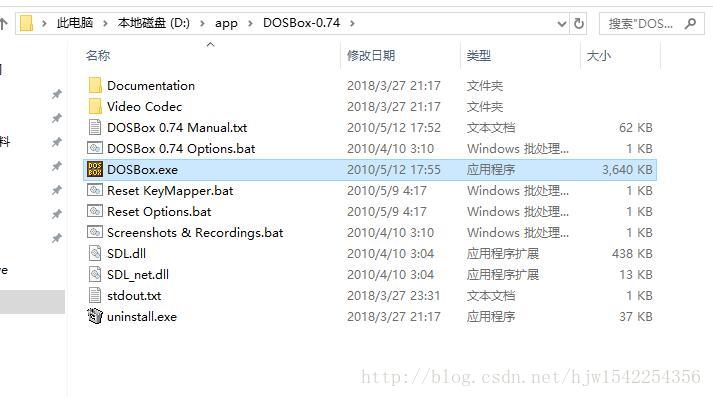 此电脑 › 本地磁盘 (D:) › app › DOSBox-0.74 ›
搜索"DOS...
名称 修改日期 类型 大小
Documentation 2018/3/27 21:17 文件夹
Video Codec 2018/3/27 21:17 文件夹
DOSBox 0.74 Manual.txt 2010/5/12 17:52 文本文档 62 KB
DOSBox 0.74 Options.bat 2010/4/10 3:10 Windows 批处理... 1 KB
DOSBox.exe 2010/5/12 17:55 应用程序 3,640 KB
Reset KeyMapper.bat 2010/5/9 4:17 Windows 批处理... 1 KB
Reset Options.bat 2010/5/9 4:17 Windows 批处理... 1 KB
Screenshots & Recordings.bat 2010/4/10 3:10 Windows 批处理... 1 KB
SDL.dll 2010/4/10 3:04 应用程序扩展 438 KB
SDL_net.dll 2010/4/10 3:04 应用程序扩展 13 KB
stdout.txt 2018/3/27 23:31 文本文档 1 KB
uninstall.exe 2018/3/27 21:17 应用程序 37 KB
料
http://blog.csdn.net/hjw1542254356